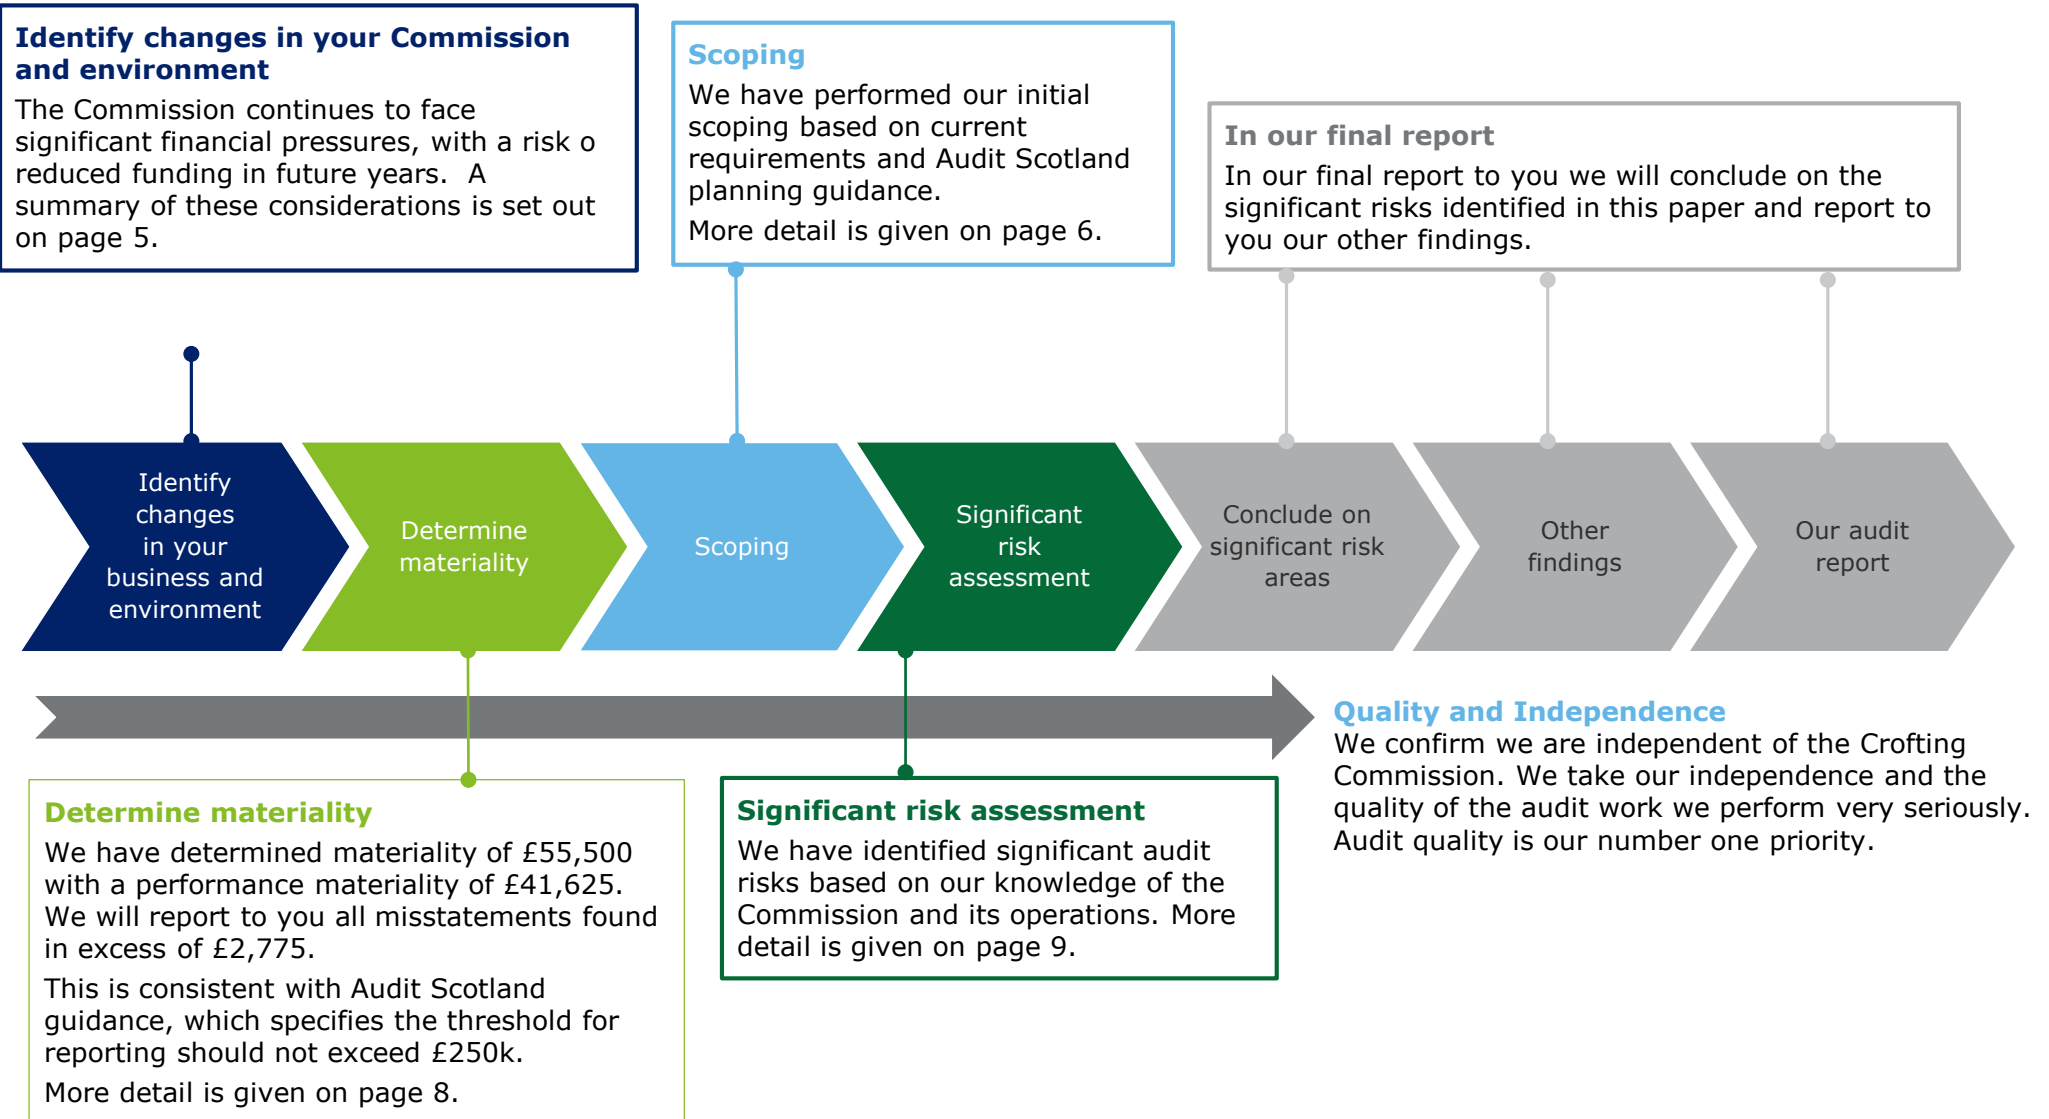 Identify changes in your Commission
and environment
The Commission continues to face
significant financial pressures, with a risk o
reduced funding in future years.  A
summary of these considerations is set out
on page 5.
Scoping
We have performed our initial
scoping based on current
requirements and Audit Scotland
planning guidance.
More detail is given on page 6.
In our final report
In our final report to you we will conclude on the
significant risks identified in this paper and report to
you our other findings.
Identify
changes
in your
business and
environment
Determine
materiality
Scoping
Significant
risk
assessment
Conclude on
significant risk
areas
Other
findings
Our audit
report
Determine materiality
We have determined materiality of £55,500
with a performance materiality of £41,625.
We will report to you all misstatements found
in excess of £2,775.
This is consistent with Audit Scotland
guidance, which specifies the threshold for
reporting should not exceed £250k.
More detail is given on page 8.
Significant risk assessment
We have identified significant audit
risks based on our knowledge of the
Commission and its operations. More
detail is given on page 9.
Quality and Independence
We confirm we are independent of the Crofting
Commission. We take our independence and the
quality of the audit work we perform very seriously.
Audit quality is our number one priority.